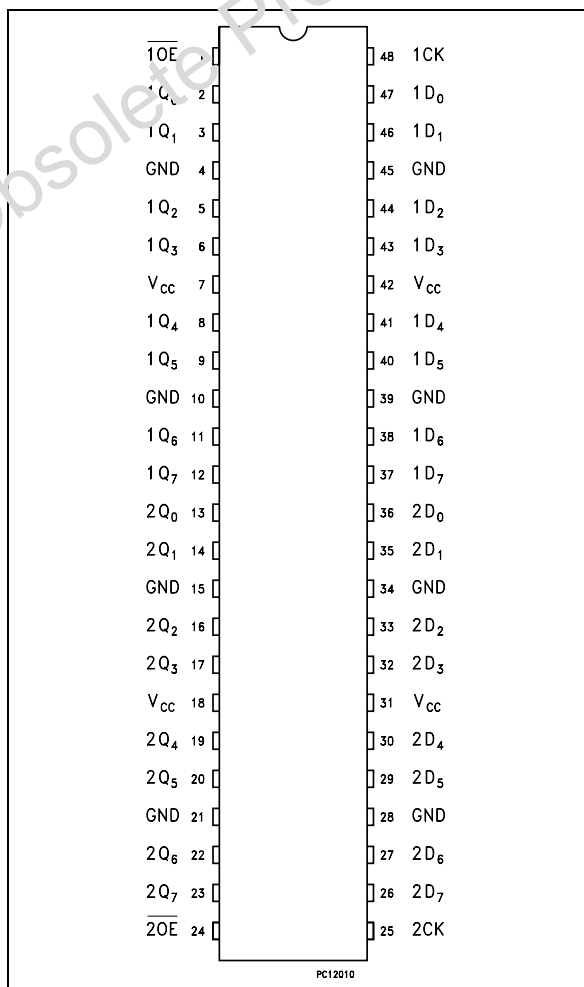 Obsolete Pro
1OE 1 48 1CK
1Q0 2 47 1D0
1Q1 3 46 1D1
GND 4 45 GND
1Q2 5 44 1D2
1Q3 6 43 1D3
VCC 7 42 VCC
1Q4 8 41 1D4
1Q5 9 40 1D5
GND 10 39 GND
1Q6 11 38 1D6
1Q7 12 37 1D7
2Q0 13 36 2D0
2Q1 14 35 2D1
GND 15 34 GND
2Q2 16 33 2D2
2Q3 17 32 2D3
VCC 18 31 VCC
2Q4 19 30 2D4
2Q5 20 29 2D5
GND 21 28 GND
2Q6 22 27 2D6
2Q7 23 26 2D7
2OE 24 25 2CK
PC12010